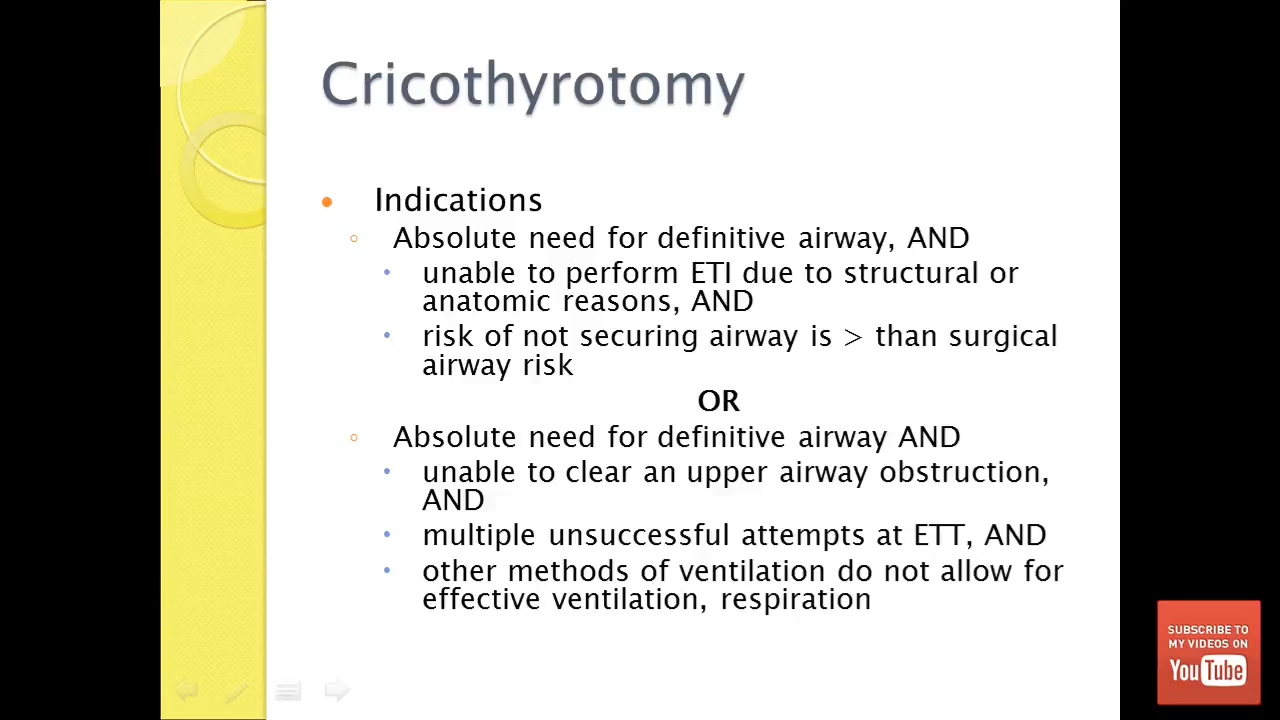 Cricothyrotomy
Indications
Absolute need for definitive airway, AND
unable to perform ETI due to structural or
anatomic reasons, AND
risk of not securing airway is > than surgical
airway risk
OR
Absolute need for definitive airway AND
unable to clear an upper airway obstruction,
AND
multiple unsuccessful attempts at ETT, AND
other methods of ventilation do not allow for
effective ventilation, respiration
SUBSCRIBE TO
MY VIDEOS ON
YouTube